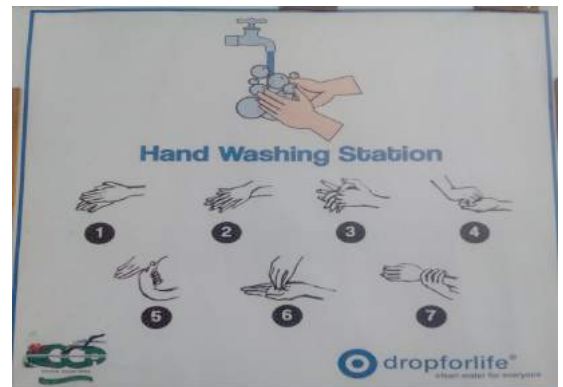 Hand Washing Station
1 2 3 4
5 6 7
dropforlife®
clean water for everyone